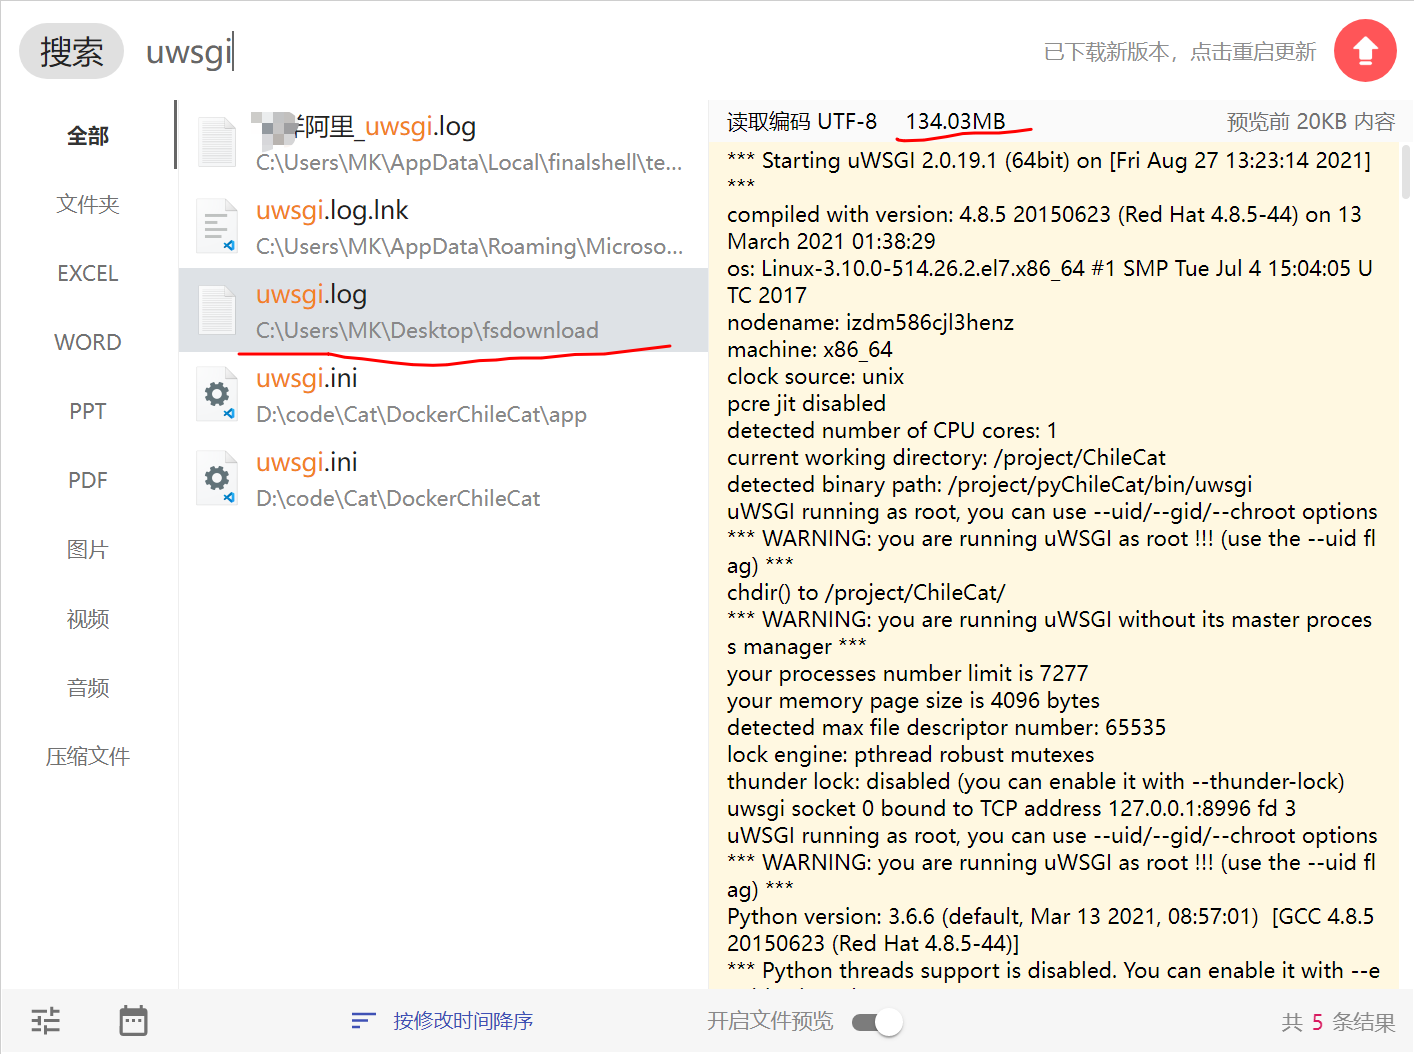 搜索 uwsgi
已下载新版本，点击重启更新
全部
文件夹
EXCEL
WORD
PPT
PDF
图片
视频
音频
压缩文件
阿里_uwsgi.log
C:\Users\MK\AppData\Local\finalshell\te...
uwsgi.log.lnk
C:\Users\MK\AppData\Roaming\Microso...
uwsgi.log
C:\Users\MK\Desktop\fsdownload
uwsgi.ini
D:\code\Cat\DockerChileCat\app
uwsgi.ini
D:\code\Cat\DockerChileCat
读取编码 UTF-8 134.03MB 预览前 20KB 内容
*** Starting uWSGI 2.0.19.1 (64bit) on [Fri Aug 27 13:23:14 2021]
***
compiled with version: 4.8.5 20150623 (Red Hat 4.8.5-44) on 13
March 2021 01:38:29
os: Linux-3.10.0-514.26.2.el7.x86_64 #1 SMP Tue Jul 4 15:04:05 U
TC 2017
nodename: izdm586cjl3henz
machine: x86_64
clock source: unix
pcre jit disabled
detected number of CPU cores: 1
current working directory: /project/ChileCat
detected binary path: /project/pyChileCat/bin/uwsgi
uWSGI running as root, you can use --uid/--gid/--chroot options
*** WARNING: you are running uWSGI as root !!! (use the --uid fl
ag) ***
chdir() to /project/ChileCat/
*** WARNING: you are running uWSGI without its master proces
s manager ***
your processes number limit is 7277
your memory page size is 4096 bytes
detected max file descriptor number: 65535
lock engine: pthread robust mutexes
thunder lock: disabled (you can enable it with --thunder-lock)
uwsgi socket 0 bound to TCP address 127.0.0.1:8996 fd 3
uWSGI running as root, you can use --uid/--gid/--chroot options
*** WARNING: you are running uWSGI as root !!! (use the --uid fl
ag) ***
Python version: 3.6.6 (default, Mar 13 2021, 08:57:01)  [GCC 4.8.5
20150623 (Red Hat 4.8.5-44)]
*** Python threads support is disabled. You can enable it with --e
按修改时间降序
开启文件预览
共 5 条结果